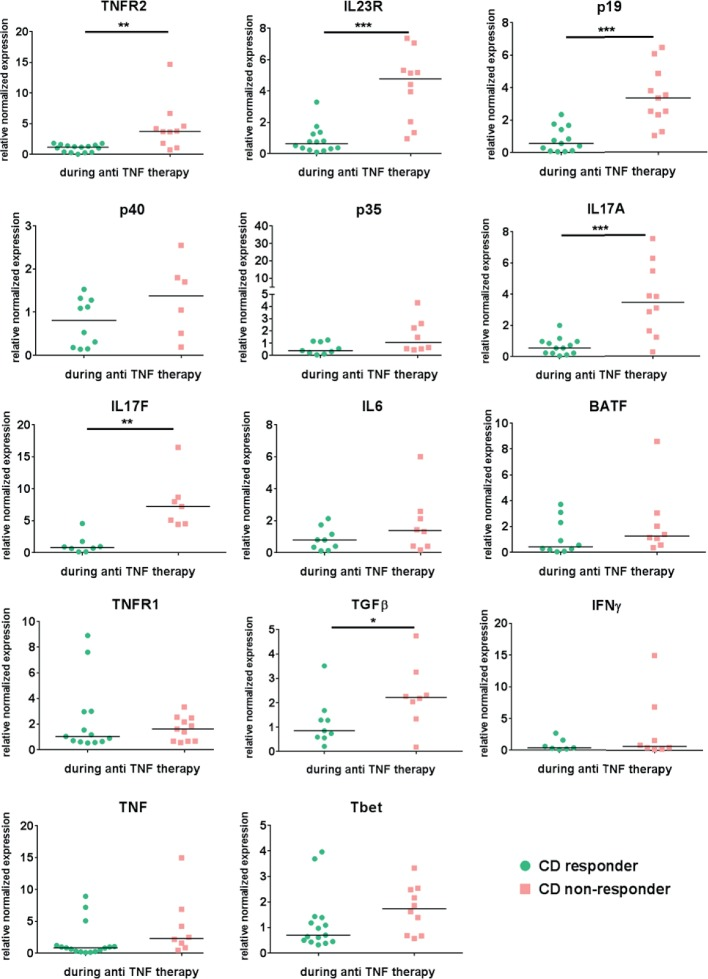 TNFR2
relative normalized expression
20
15
10
5
0
**
during anti TNF therapy
IL23R
relative normalized expression
8
6
4
2
0
***
during anti TNF therapy
p19
relative normalized expression
8
6
4
2
0
***
during anti TNF therapy
p40
relative normalized expression
3
2
1
0
during anti TNF therapy
p35
relative normalized expression
40
30
20
10
5
4
3
2
1
0
during anti TNF therapy
IL17A
relative normalized expression
8
6
4
2
0
***
during anti TNF therapy
IL17F
relative normalized expression
20
15
10
5
0
**
during anti TNF therapy
IL6
relative normalized expression
8
6
4
2
0
during anti TNF therapy
BATF
relative normalized expression
10
8
6
4
2
0
during anti TNF therapy
TNFR1
relative normalized expression
10
8
6
4
2
0
during anti TNF therapy
TGFβ
relative normalized expression
5
4
3
2
1
0
*
during anti TNF therapy
IFNγ
relative normalized expression
20
15
10
5
0
during anti TNF therapy
TNF
relative normalized expression
20
15
10
5
0
during anti TNF therapy
Tbet
relative normalized expression
5
4
3
2
1
0
during anti TNF therapy
CD responder
CD non-responder